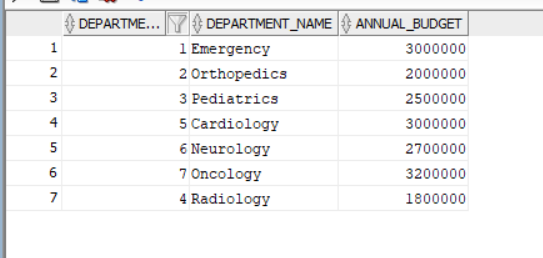 DEPARTME... DEPARTMENT_NAME ANNUAL_BUDGET
1 1 Emergency 3000000
2 2 Orthopedics 2000000
3 3 Pediatrics 2500000
4 5 Cardiology 3000000
5 6 Neurology 2700000
6 7 Oncology 3200000
7 4 Radiology 1800000